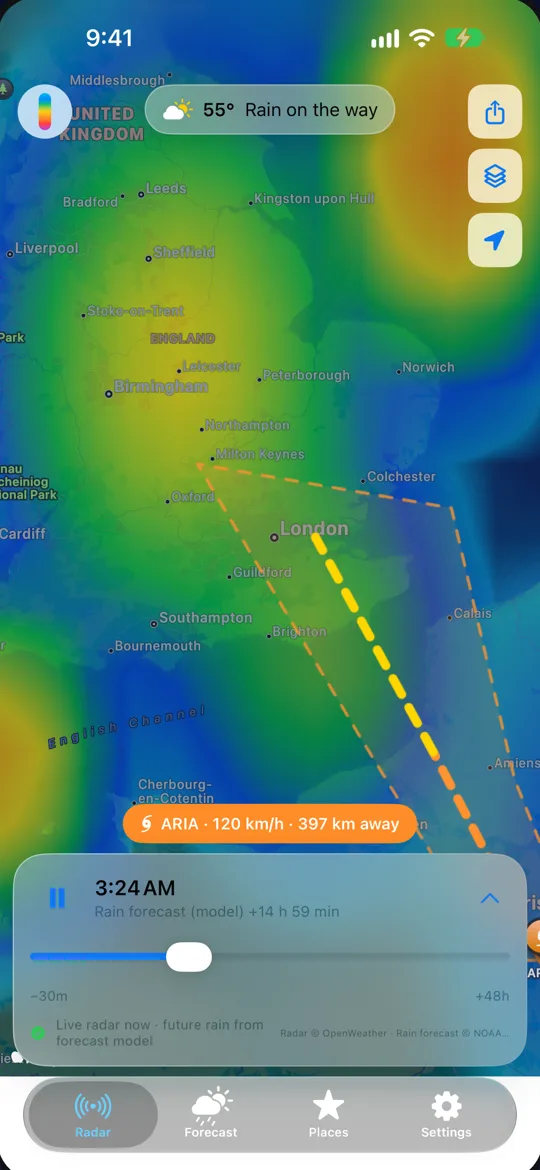 9:41
Middlesbrough
UNITED
KINGDOM
55° Rain on the way
Leeds
Bradford
Kingston upon Hull
Liverpool
Sheffield
Stoke-on-Trent
Park
ENGLAND
Leicester
Peterborough
Norwich
Birmingham
Northampton
Milton Keynes
nau
cheiniog
ional Park
Colchester
Oxford
Cardiff
London
Guildford
Southampton
Calais
Brighton
Bournemouth
English Channel
Amiens
Cherbourg-
en-Cotentin
ARIA · 120 km/h · 397 km away
3:24 AM
Rain forecast (model) +14 h 59 min
−30m
+48h
Live radar now · future rain from
forecast model
Radar © OpenWeather · Rain forecast © NOAA...
Radar
Forecast
Places
Settings